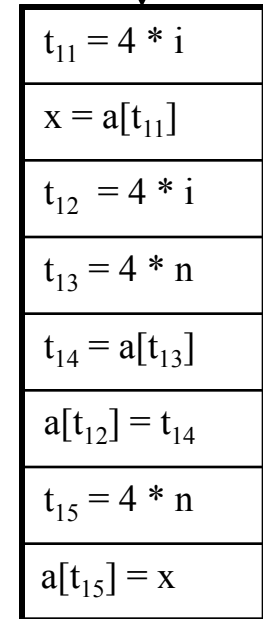 t₁₁ = 4 * i
x = a[t₁₁]
t₁₂ = 4 * i
t₁₃ = 4 * n
t₁₄ = a[t₁₃]
a[t₁₂] = t₁₄
t₁₅ = 4 * n
a[t₁₅] = x